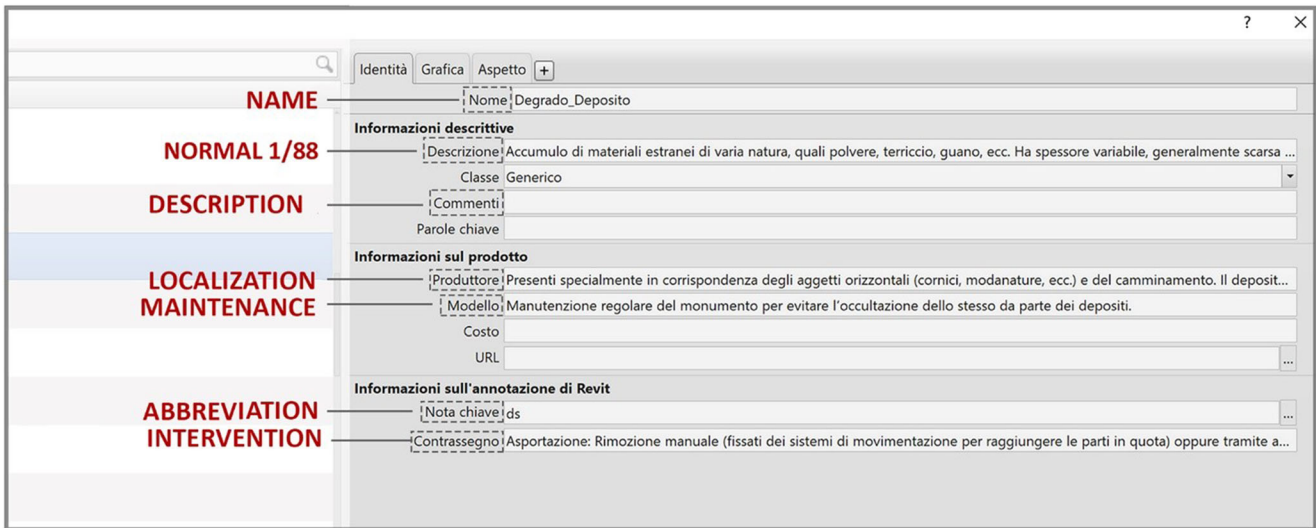 ? ×
Identità Grafica Aspetto +
NAME Nome Degrado_Deposito
Informazioni descrittive
NORMAL 1/88 Descrizione Accumulo di materiali estranei di varia natura, quali polvere, terriccio, guano, ecc. Ha spessore variabile, generalmente scarsa ...
Classe Generico
DESCRIPTION Commenti
Parole chiave
Informazioni sul prodotto
LOCALIZATION Produttore Presenti specialmente in corrispondenza degli aggetti orizzontali (cornici, modanature, ecc.) e del camminamento. Il deposit...
MAINTENANCE Modello Manutenzione regolare del monumento per evitare l'occultazione dello stesso da parte dei depositi.
Costo
URL ...
Informazioni sull'annotazione di Revit
ABBREVIATION Nota chiave ds ...
INTERVENTION Contrassegno Asportazione: Rimozione manuale (fissati dei sistemi di movimentazione per raggiungere le parti in quota) oppure tramite a...